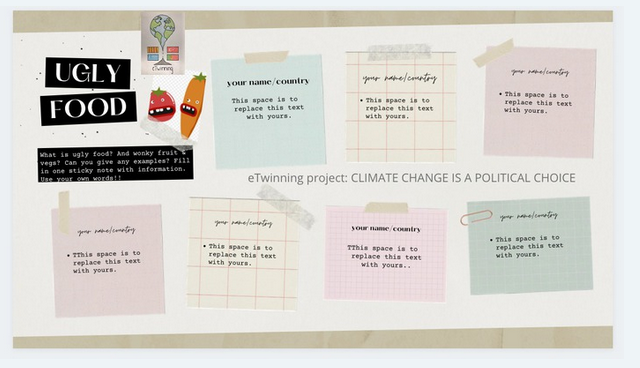 eTwinning
UGLY
FOOD
What is ugly food? And wonky fruit &
vegs? Can you give any examples? Fill
in one sticky note with information.
Use your own words!!
your name/country
This space is to
replace this text
with yours.
your name/country
• This space is to
replace this text
with yours.
your name/country
• This space is to
replace this text
with yours.
eTwinning project: CLIMATE CHANGE IS A POLITICAL CHOICE
your name/country
• TThis space is to
replace this text
with yours.
your name/country
• This space is to
replace this text
with yours.
your name/country
TThis space is to
replace this text
with yours..
your name/country
• This space is to
replace this text
with yours.